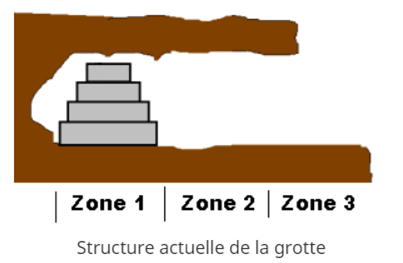 Zone 1 Zone 2 Zone 3
Structure actuelle de la grotte